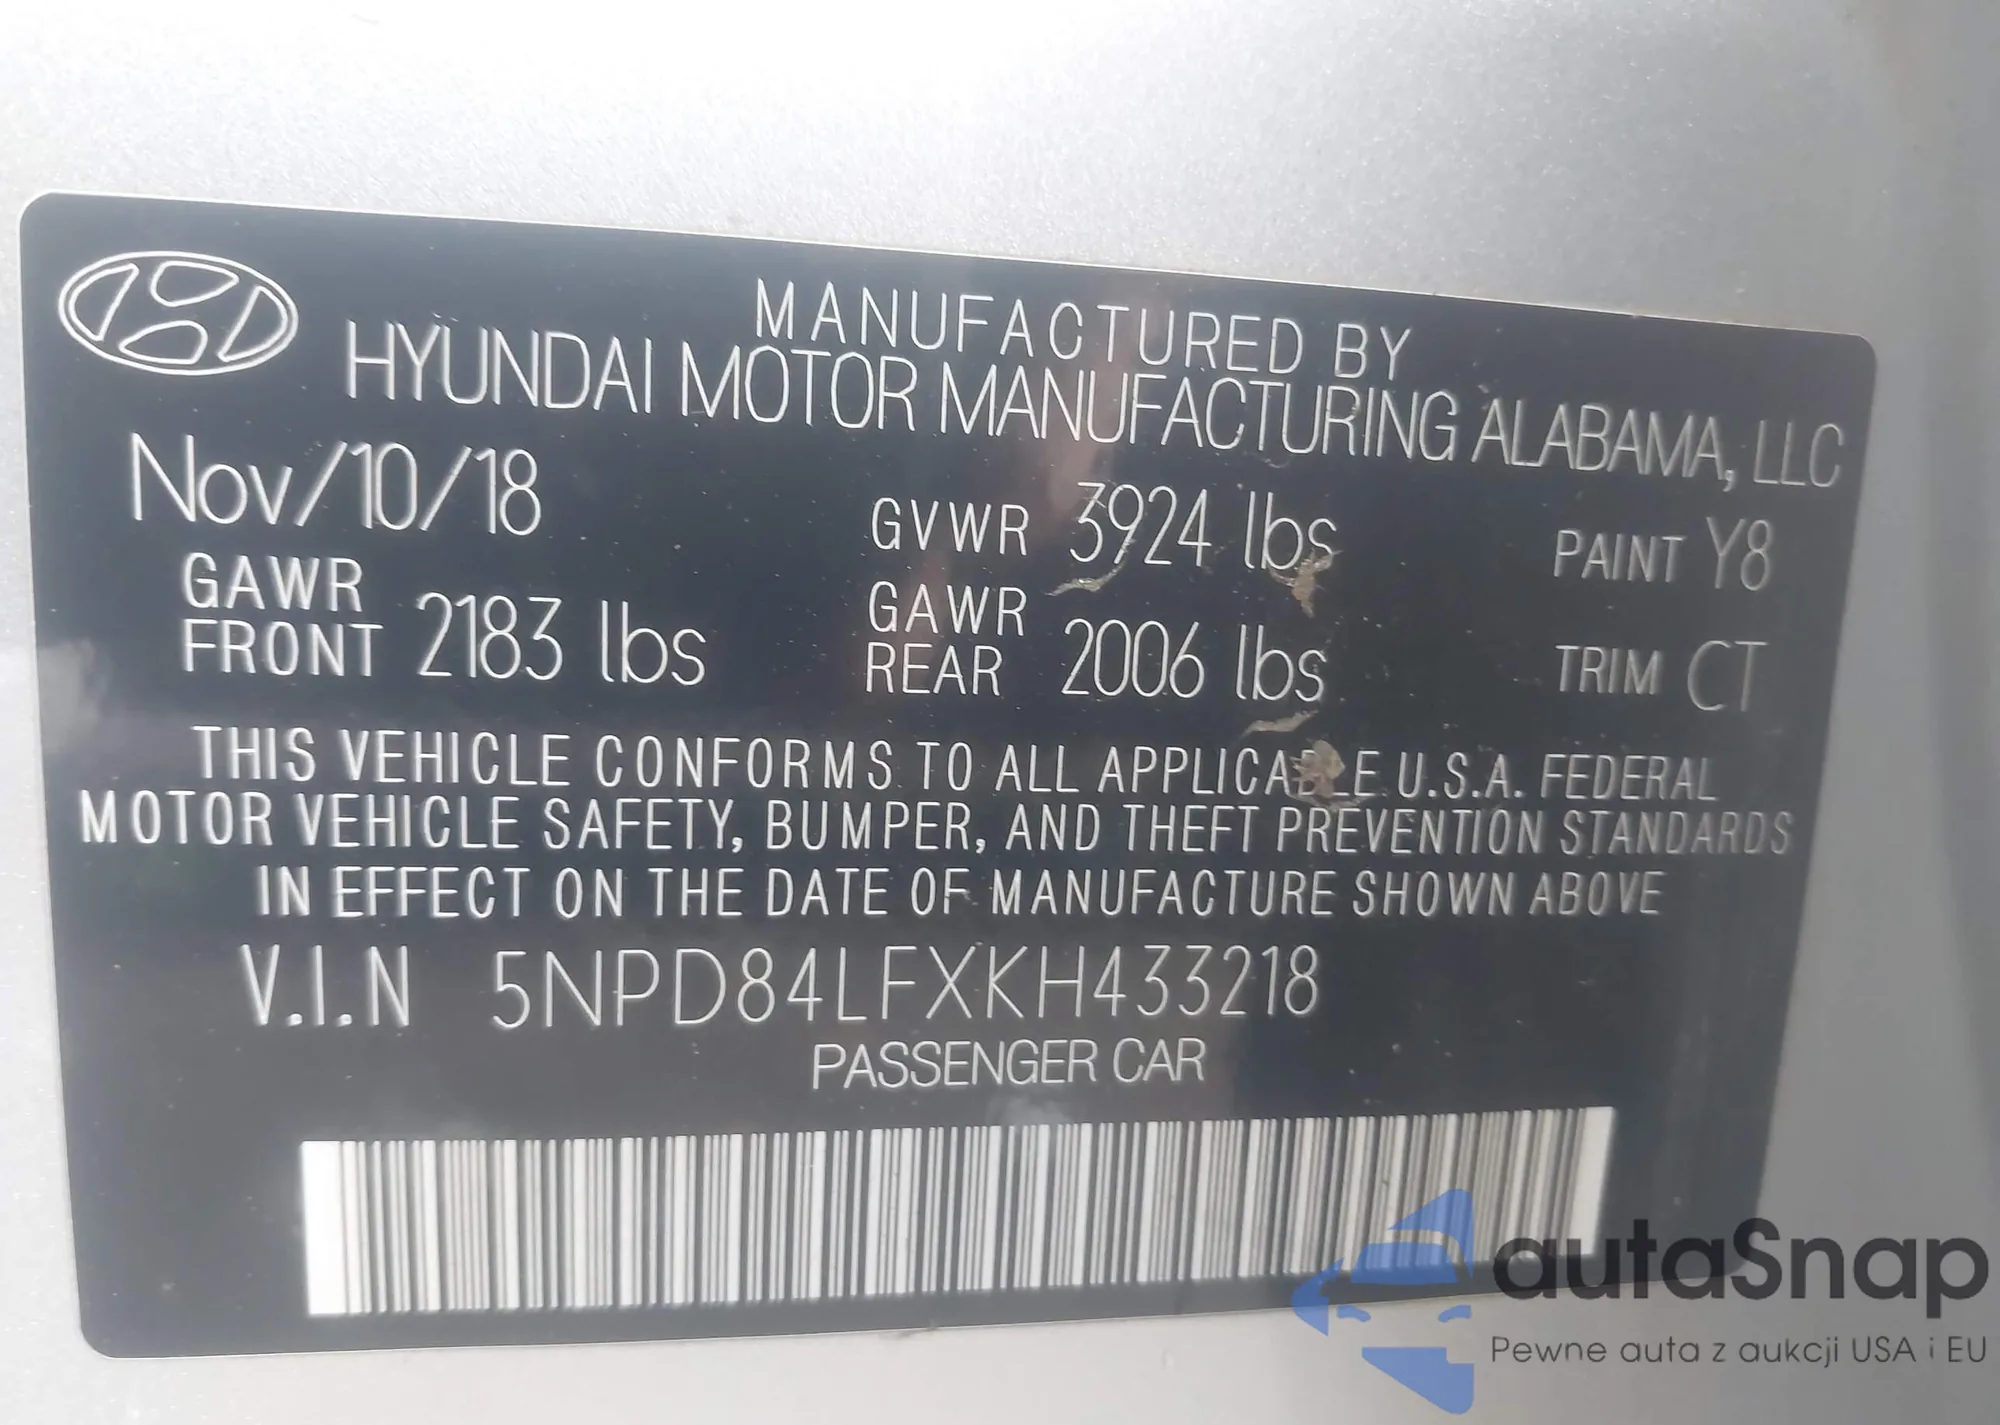 MANUFACTURED BY
HYUNDAI MOTOR MANUFACTURING ALABAMA, LLC
Nov/10/18 GVWR 3924 lbs PAINT Y8
GAWR FRONT 2183 lbs GAWR REAR 2006 lbs TRIM CT
THIS VEHICLE CONFORMS TO ALL APPLICABLE U.S.A. FEDERAL
MOTOR VEHICLE SAFETY, BUMPER, AND THEFT PREVENTION STANDARDS
IN EFFECT ON THE DATE OF MANUFACTURE SHOWN ABOVE
V.I.N 5NPD84LFXKH433218
PASSENGER CAR
autaSnap
Pewne auta z aukcji USA i EU